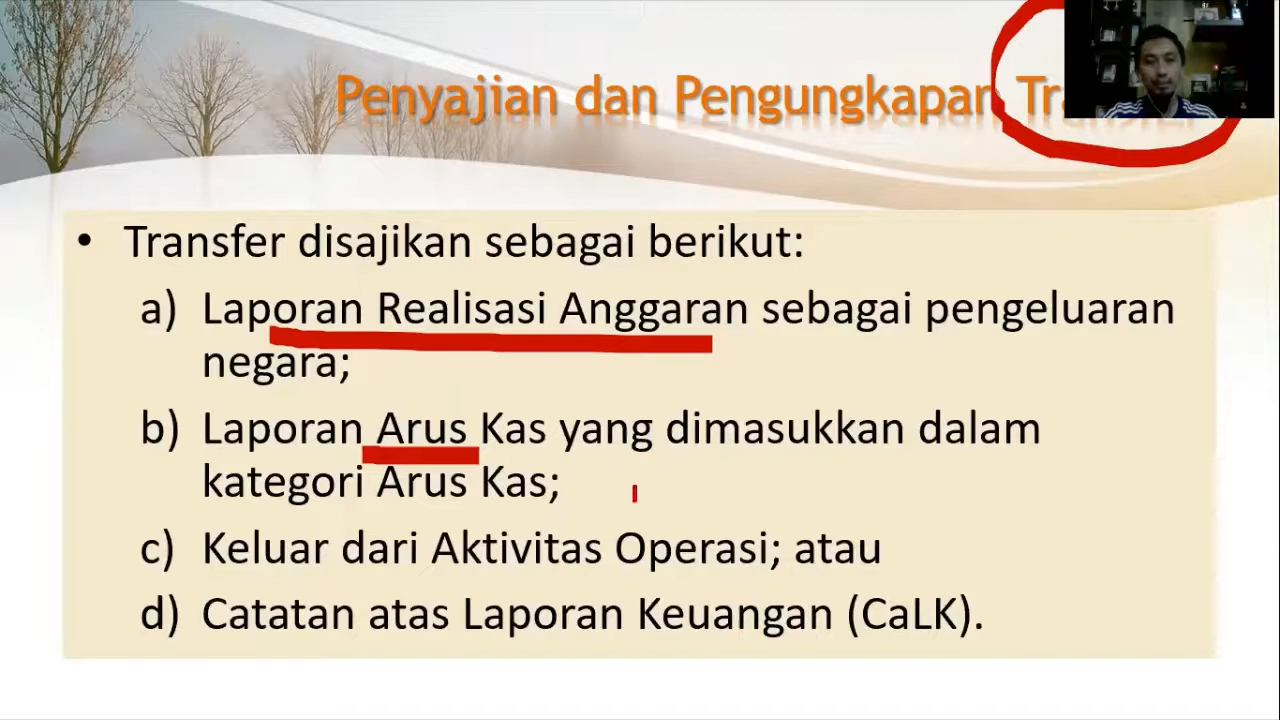 Penyajian dan Pengungkapan
• Transfer disajikan sebagai berikut:
a) Laporan Realisasi Anggaran sebagai pengeluaran
negara;
b) Laporan Arus Kas yang dimasukkan dalam
kategori Arus Kas;
c) Keluar dari Aktivitas Operasi; atau
d) Catatan atas Laporan Keuangan (CaLK).